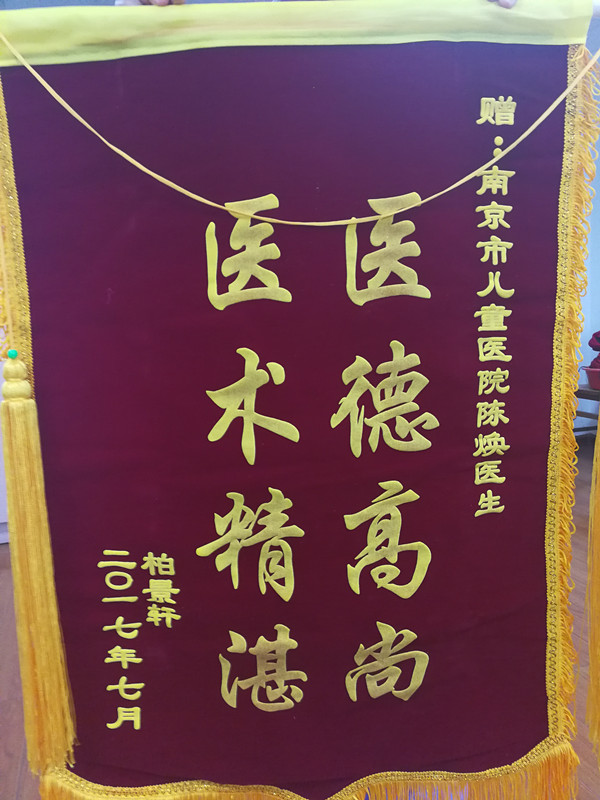 赠：南京市儿童医院陈焕医生
医德高尚
医术精湛
柏景轩
二〇一七年七月